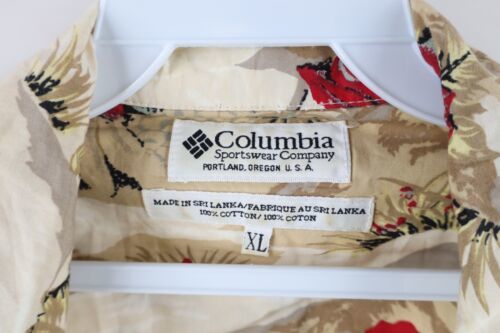 Columbia
Sportswear Company
PORTLAND, OREGON U. S. A.
MADE IN SRI LANKA/FABRIQUE AU SRI LANKA
100% COTTON/100% COTON
XL